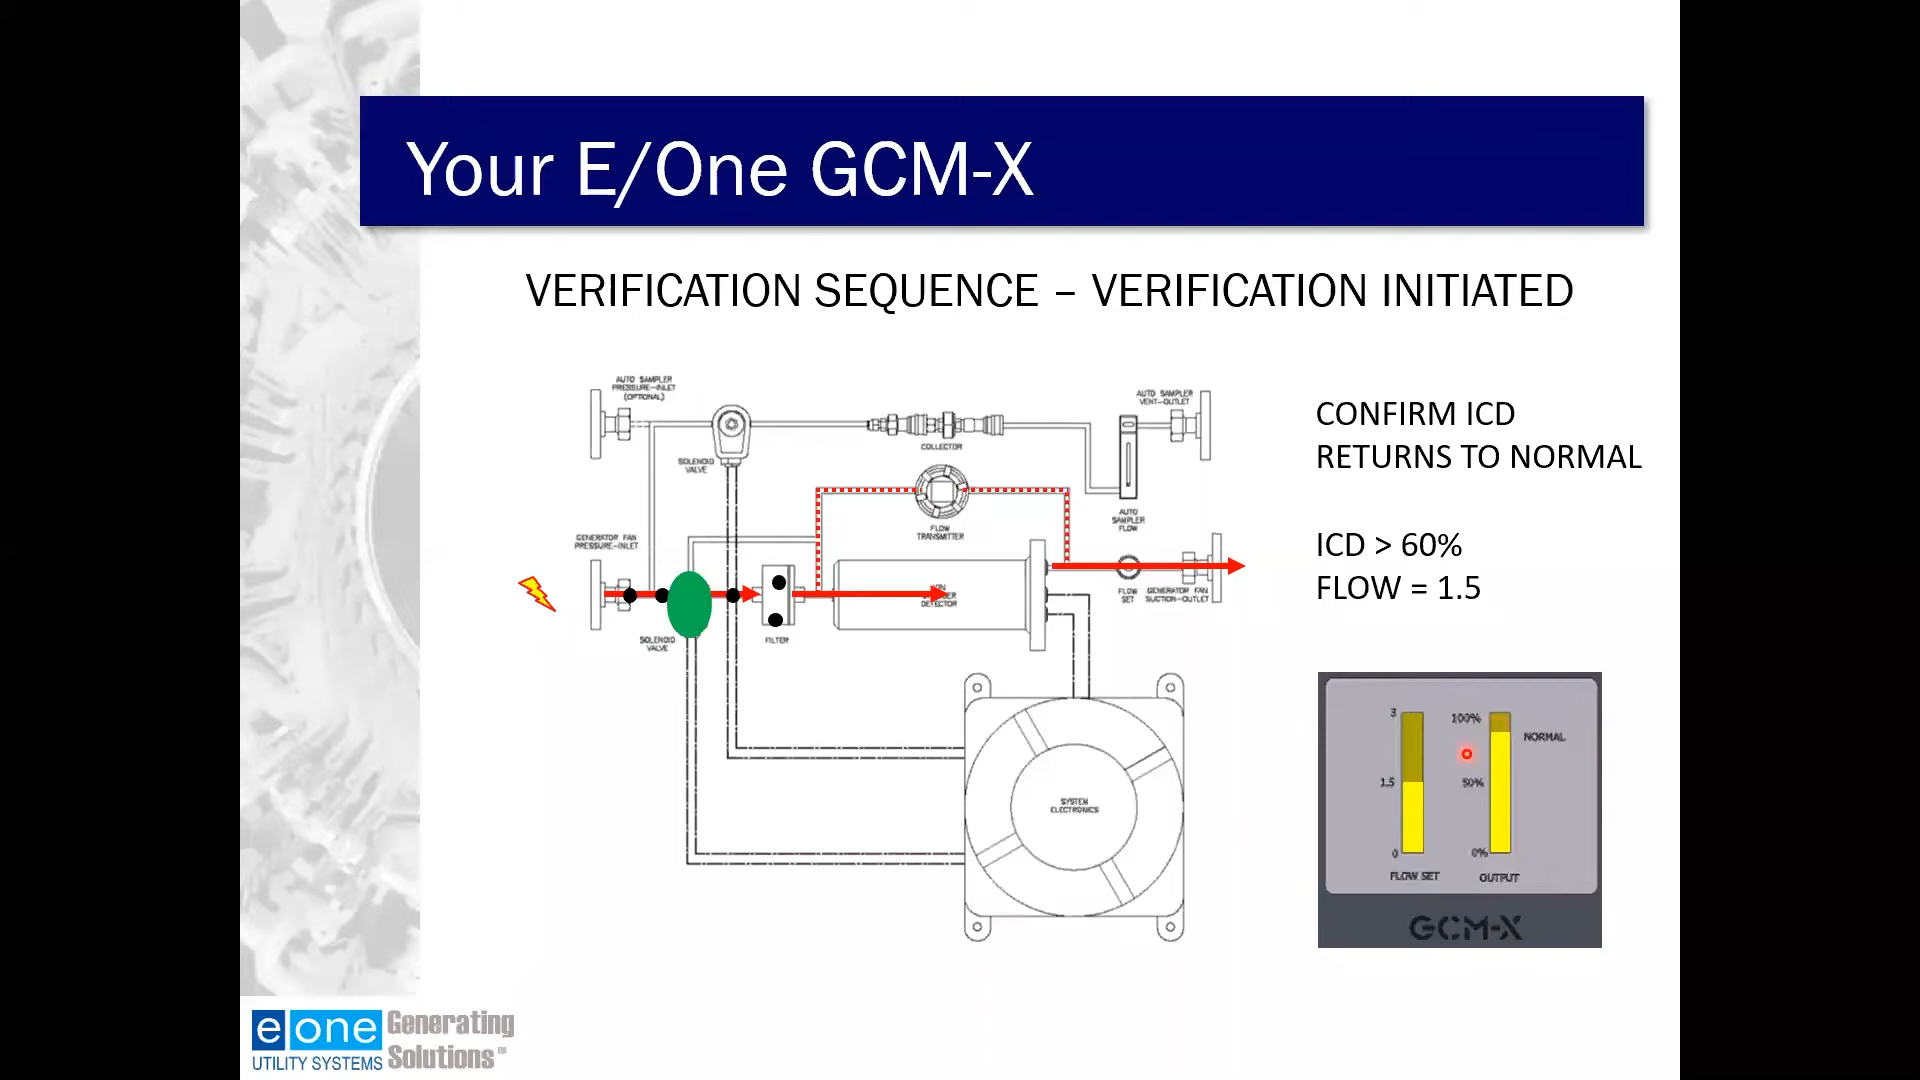 Your E/One GCM-X
VERIFICATION SEQUENCE – VERIFICATION INITIATED
AUTO SAMPLER
PRESSURE-INLET
(OPTIONAL)
SOLENOID
VALVE
COLLECTOR
AUTO SAMPLER
VENT-OUTLET
AUTO
SAMPLER
FLOW
FLOW
TRANSMITTER
GENERATOR FAN
PRESSURE-INLET
SOLENOID
VALVE
FILTER
DETECTOR
FLOW
SET
GENERATOR FAN
SUCTION-OUTLET
SYSTEM
ELECTRONICS
CONFIRM ICD
RETURNS TO NORMAL
ICD > 60%
FLOW = 1.5
3
1.5
0
FLOW SET
100%
50%
0%
OUTPUT
NORMAL
GCM-X
e one
UTILITY SYSTEMS
Generating
Solutions™